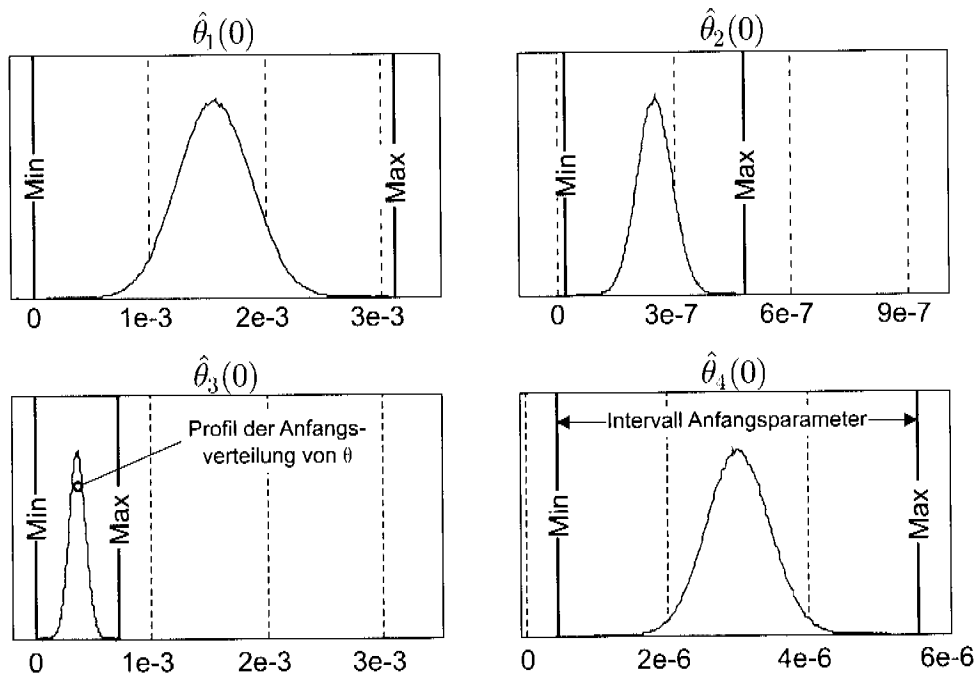 θ̂₁(0)
Min
Max
0 1e-3 2e-3 3e-3
θ̂₂(0)
Min
Max
0 3e-7 6e-7 9e-7
θ̂₃(0)
Profil der Anfangs-
verteilung von θ
Min
Max
0 1e-3 2e-3 3e-3
θ̂₄(0)
Intervall Anfangsparameter
Min
Max
0 2e-6 4e-6 6e-6